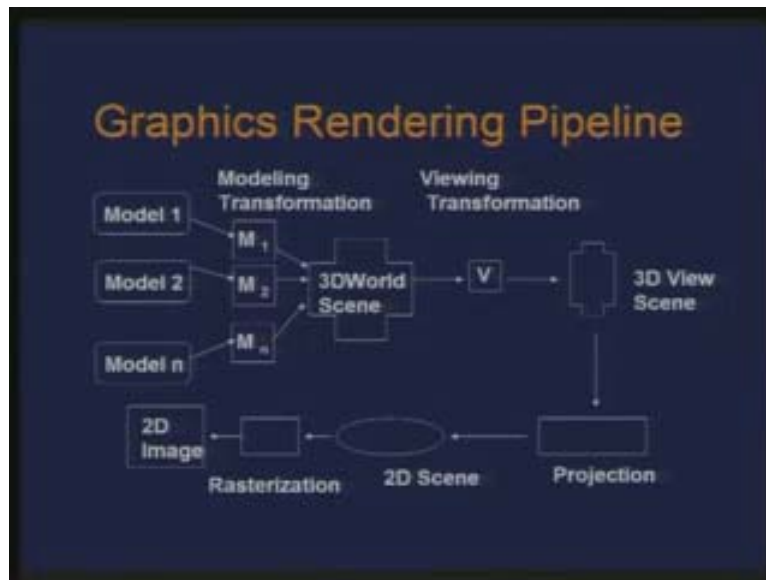 Graphics Rendering Pipeline
Modeling
Transformation
Viewing
Transformation
Model 1
M 1
Model 2
M 2
3DWorld
Scene
V
3D View
Scene
Model n
M n
2D
Image
Rasterization
2D Scene
Projection